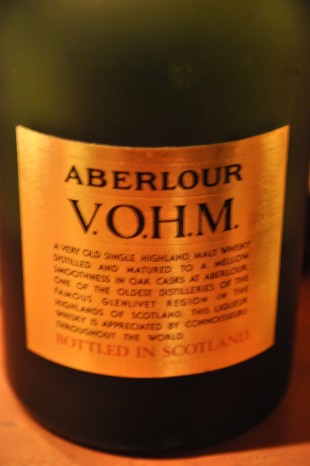 ABERLOUR
V.O.H.M.
A VERY OLD SINGLE HIGHLAND MALT WHISKY
DISTILLED AND MATURED TO A MELLOW
SMOOTHNESS IN OAK CASKS AT ABERLOUR,
ONE OF THE OLDEST DISTILLERIES OF THE
FAMOUS GLENLIVET REGION IN THE
HIGHLANDS OF SCOTLAND. THIS LIQUEUR
WHISKY IS APPRECIATED BY CONNOISSEURS
THROUGHOUT THE WORLD.
BOTTLED IN SCOTLAND